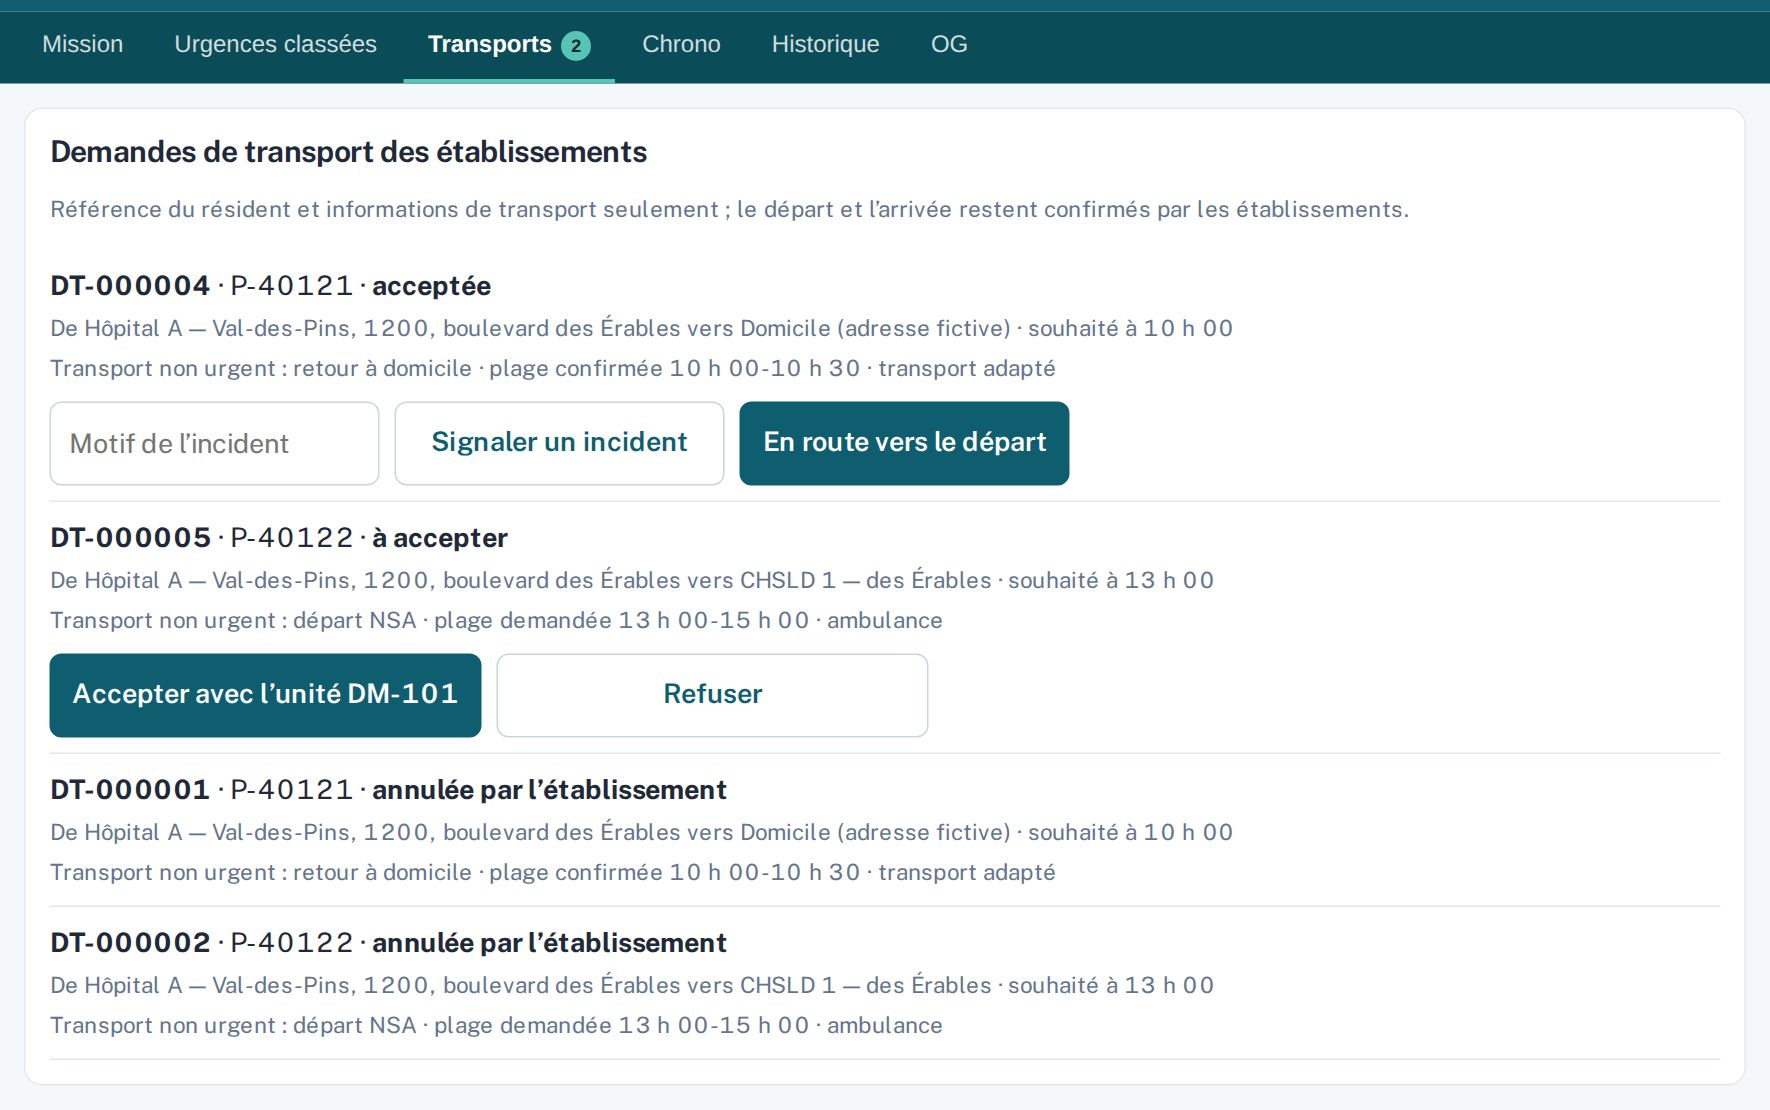 Mission Urgences classées Transports 2 Chrono Historique OG
Demandes de transport des établissements
Référence du résident et informations de transport seulement ; le départ et l’arrivée restent confirmés par les établissements.
DT-000004 · P-40121 · acceptée
De Hôpital A — Val-des-Pins, 1200, boulevard des Érables vers Domicile (adresse fictive) · souhaité à 10 h 00
Transport non urgent : retour à domicile · plage confirmée 10 h 00-10 h 30 · transport adapté
Motif de l’incident Signaler un incident En route vers le départ
DT-000005 · P-40122 · à accepter
De Hôpital A — Val-des-Pins, 1200, boulevard des Érables vers CHSLD 1 — des Érables · souhaité à 13 h 00
Transport non urgent : départ NSA · plage demandée 13 h 00-15 h 00 · ambulance
Accepter avec l’unité DM-101 Refuser
DT-000001 · P-40121 · annulée par l’établissement
De Hôpital A — Val-des-Pins, 1200, boulevard des Érables vers Domicile (adresse fictive) · souhaité à 10 h 00
Transport non urgent : retour à domicile · plage confirmée 10 h 00-10 h 30 · transport adapté
DT-000002 · P-40122 · annulée par l’établissement
De Hôpital A — Val-des-Pins, 1200, boulevard des Érables vers CHSLD 1 — des Érables · souhaité à 13 h 00
Transport non urgent : départ NSA · plage demandée 13 h 00-15 h 00 · ambulance